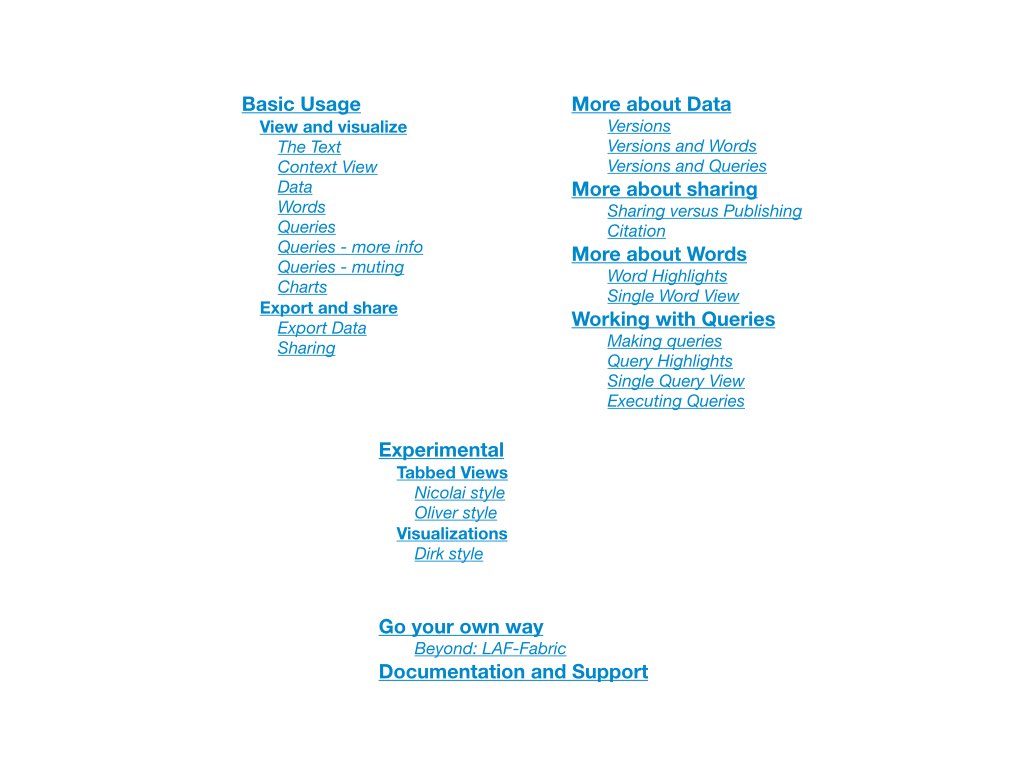 Basic Usage
View and visualize
The Text
Context View
Data
Words
Queries
Queries - more info
Queries - muting
Charts
Export and share
Export Data
Sharing
More about Data
Versions
Versions and Words
Versions and Queries
More about sharing
Sharing versus Publishing
Citation
More about Words
Word Highlights
Single Word View
Working with Queries
Making queries
Query Highlights
Single Query View
Executing Queries
Experimental
Tabbed Views
Nicolai style
Oliver style
Visualizations
Dirk style
Go your own way
Beyond: LAF-Fabric
Documentation and Support